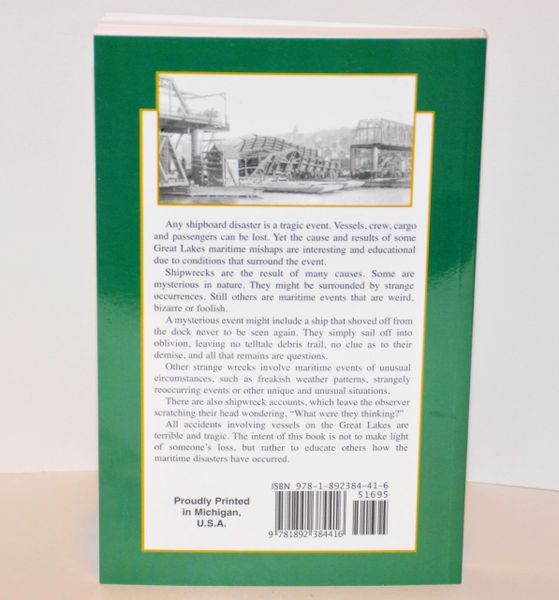 Any shipboard disaster is a tragic event. Vessels, crew, cargo
and passengers can be lost. Yet the cause and results of some
Great Lakes maritime mishaps are interesting and educational
due to conditions that surround the event.
Shipwrecks are the result of many causes. Some are
mysterious in nature. They might be surrounded by strange
occurrences. Still others are maritime events that are weird,
bizarre or foolish.
A mysterious event might include a ship that shoved off from
the dock never to be seen again. They simply sail off into
oblivion, leaving no telltale debris trail, no clue as to their
demise, and all that remains are questions.
Other strange wrecks involve maritime events of unusual
circumstances, such as freakish weather patterns, strangely
reoccurring events or other unique and unusual situations.
There are also shipwreck accounts, which leave the observer
scratching their head wondering, “What were they thinking?”
All accidents involving vessels on the Great Lakes are
terrible and tragic. The intent of this book is not to make light
of someone’s loss, but rather to educate others how the
maritime disasters have occurred.
ISBN 978-1-892384-41-6
51695
Proudly Printed
in Michigan,
U.S.A.
9 781892 384416